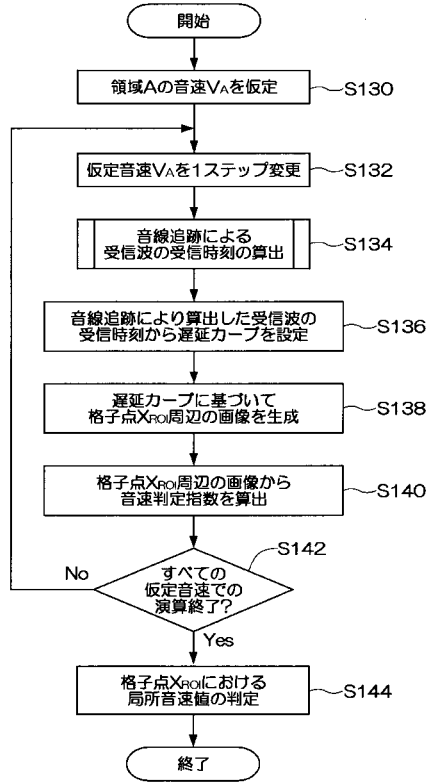 開始
領域Aの音速VAを仮定
S130
仮定音速VAを1ステップ変更
S132
音線追跡による
受信波の受信時刻の算出
S134
音線追跡により算出した受信波の
受信時刻から遅延カーブを設定
S136
遅延カーブに基づいて
格子点XROI周辺の画像を生成
S138
格子点XROI周辺の画像から
音速判定指数を算出
S140
S142
すべての
仮定音速での
演算終了?
No
Yes
格子点XROIにおける
局所音速値の判定
S144
終了